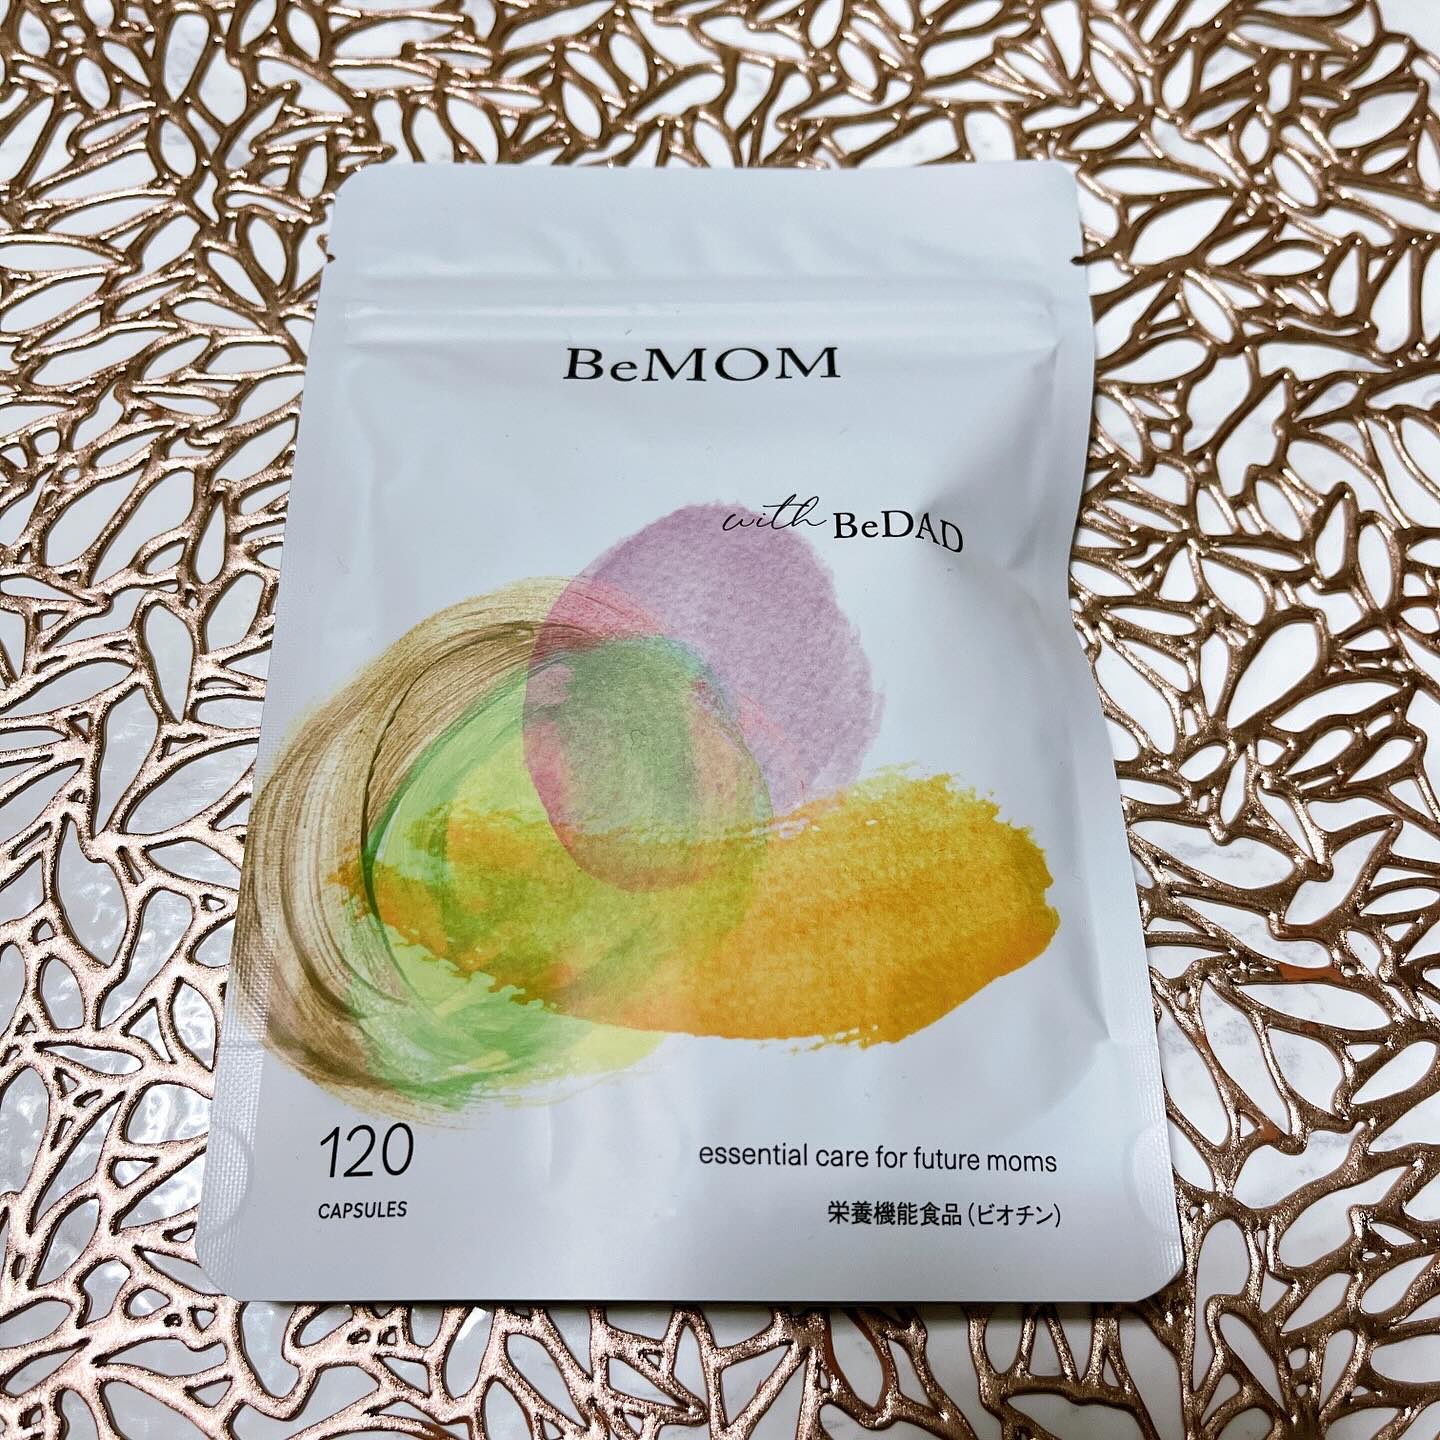 BeMOM
with BeDAD
120
CAPSULES
essential care for future moms
栄養機能食品(ビオチン)